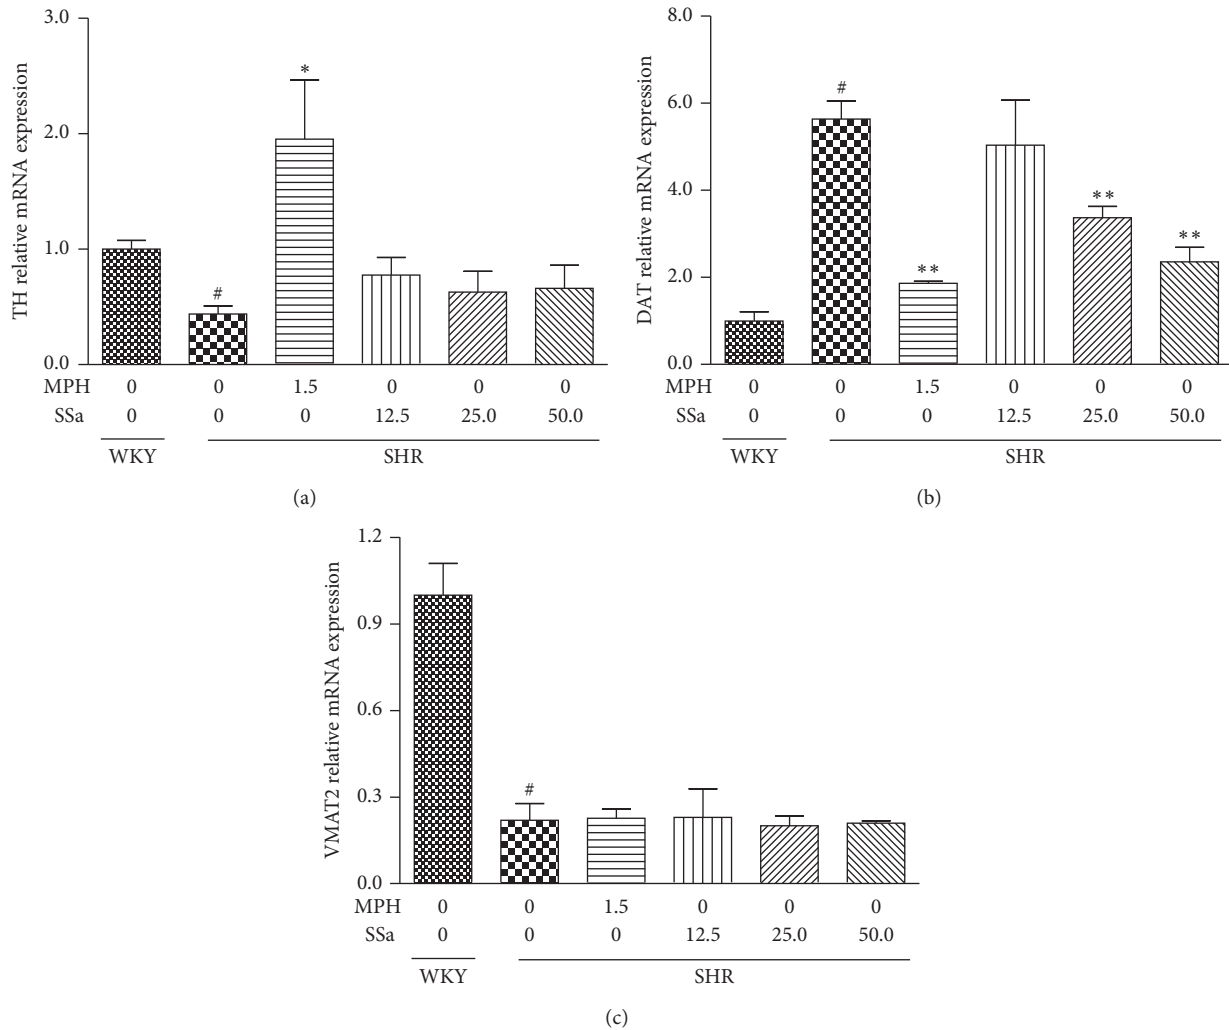 3.0
2.0
1.0
0.0
TH relative mRNA expression
#
*
MPH 0 0 1.5 0 0 0
SSa 0 0 0 12.5 25.0 50.0
WKY SHR
(a)
8.0
6.0
4.0
2.0
0.0
DAT relative mRNA expression
#
**
**
**
MPH 0 0 1.5 0 0 0
SSa 0 0 0 12.5 25.0 50.0
WKY SHR
(b)
1.2
0.9
0.6
0.3
0.0
VMAT2 relative mRNA expression
#
MPH 0 0 1.5 0 0 0
SSa 0 0 0 12.5 25.0 50.0
WKY SHR
(c)